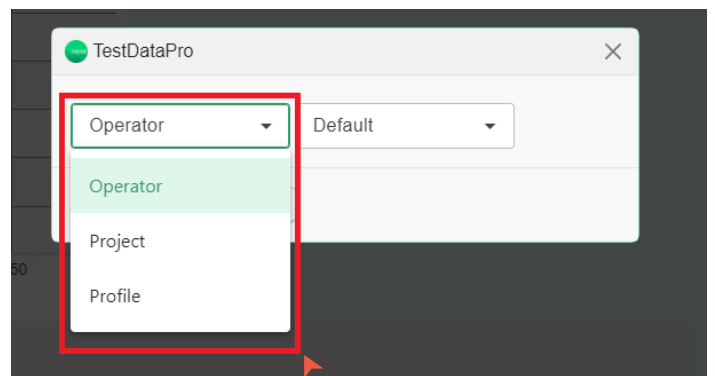 TestDataPro
Operator Default
Operator
Project
Profile
50